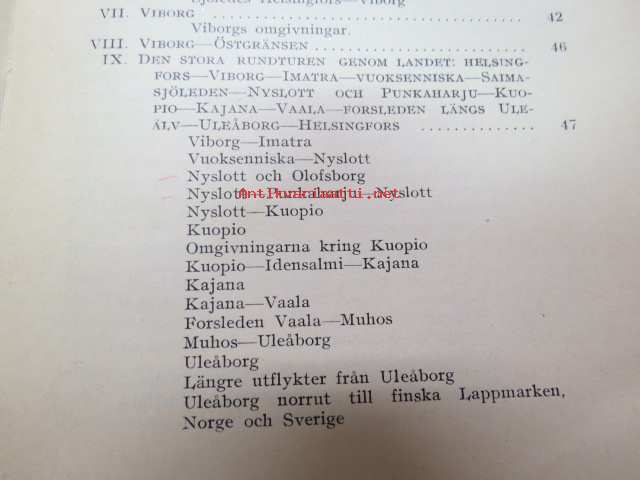 Sjöledes Helsingfors—Viborg
VII. Viborg . . . . . . . . . . . . . . . . . . . . . . . . . . . . . . . . 42
Viborgs omgivningar.
VIII. Viborg—Östgränsen . . . . . . . . . . . . . . . . . . . . 46
IX. Den stora rundturen genom landet: Helsing-
fors—Viborg—Imatra—Vuoksenniska—Saima-
sjöleden—Nyslott och Punkaharju—Kuo-
pio—Kajana—Vaala—forsleden längs Ule-
älv—Uleåborg—Helsingfors . . . . . . . . . . . . . . 47
Viborg—Imatra
Vuoksenniska—Nyslott
Nyslott och Olofsborg
Nyslott—Punkaharju—Nyslott
AntiPunkaLaatui.net
Nyslott—Kuopio
Kuopio
Omgivningarna kring Kuopio
Kuopio—Idensalmi—Kajana
Kajana
Kajana—Vaala
Forsleden Vaala—Muhos
Muhos—Uleåborg
Uleåborg
Längre utflykter från Uleåborg
Uleåborg norrut till finska Lappmarken,
Norge och Sverige